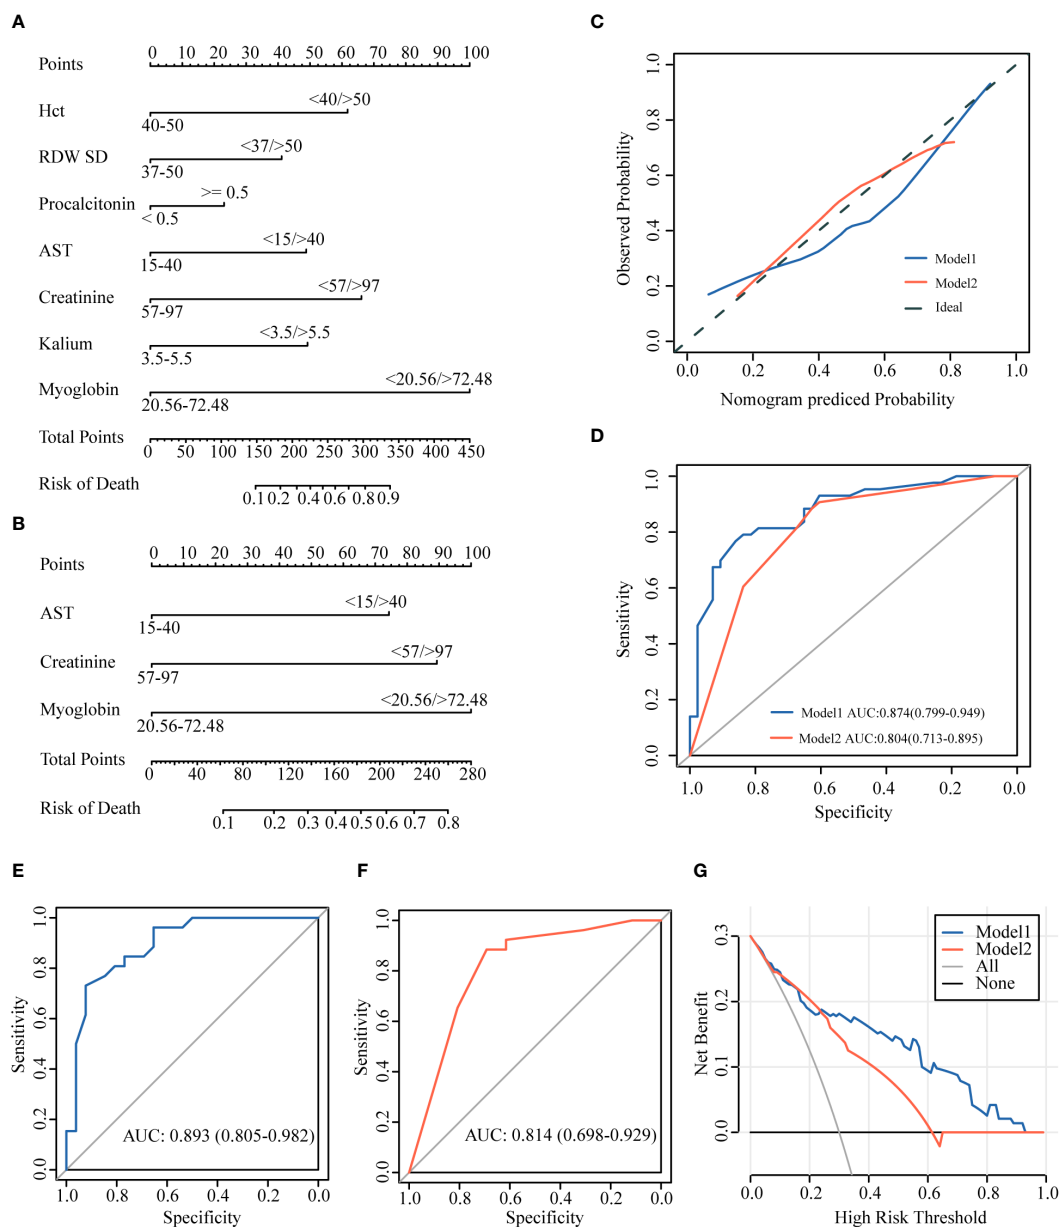 A
Points
0 10 20 30 40 50 60 70 80 90 100
Hct
<40/>50
40-50
RDW SD
<37/>50
37-50
Procalcitonin
>= 0.5
< 0.5
AST
<15/>40
15-40
Creatinine
<57/>97
57-97
Kalium
<3.5/>5.5
3.5-5.5
Myoglobin
<20.56/>72.48
20.56-72.48
Total Points
0 50 100 150 200 250 300 350 400 450
Risk of Death
0.1 0.2 0.4 0.6 0.8 0.9
B
Points
0 10 20 30 40 50 60 70 80 90 100
AST
<15/>40
15-40
Creatinine
<57/>97
57-97
Myoglobin
<20.56/>72.48
20.56-72.48
Total Points
0 40 80 120 160 200 240 280
Risk of Death
0.1 0.2 0.3 0.4 0.5 0.6 0.7 0.8
C
Observed Probability
1.0
0.8
0.6
0.4
0.2
0.0
Model1
Model2
Ideal
0.0 0.2 0.4 0.6 0.8 1.0
Nomogram prediced Probability
D
Sensitivity
1.0
0.8
0.6
0.4
0.2
0.0
Model1 AUC:0.874(0.799-0.949)
Model2 AUC:0.804(0.713-0.895)
1.0 0.8 0.6 0.4 0.2 0.0
Specificity
E
Sensitivity
1.0
0.8
0.6
0.4
0.2
0.0
AUC: 0.893 (0.805-0.982)
1.0 0.8 0.6 0.4 0.2 0.0
Specificity
F
Sensitivity
1.0
0.8
0.6
0.4
0.2
0.0
AUC: 0.814 (0.698-0.929)
1.0 0.8 0.6 0.4 0.2 0.0
Specificity
G
Net Benefit
0.3
0.2
0.1
0.0
Model1
Model2
All
None
0.0 0.2 0.4 0.6 0.8 1.0
High Risk Threshold